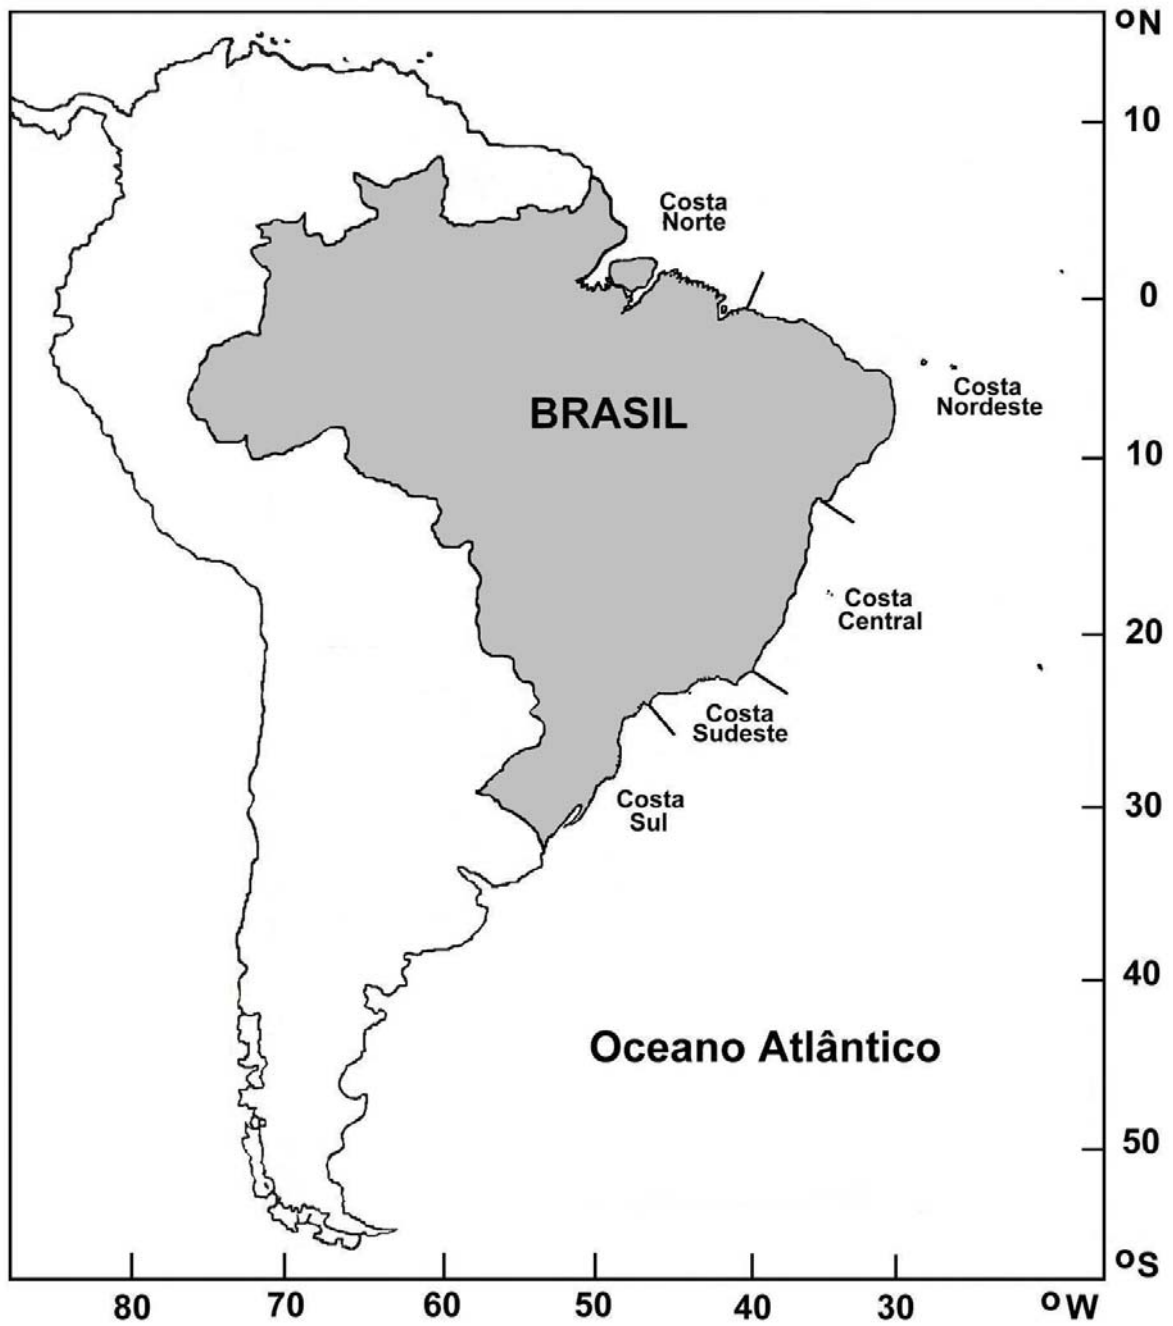 ºN
10
Costa
Norte
0
Costa
Nordeste
BRASIL
10
Costa
Central
20
Costa
Sudeste
Costa
Sul
30
40
Oceano Atlântico
50
ºS
80
70
60
50
40
30
ºW